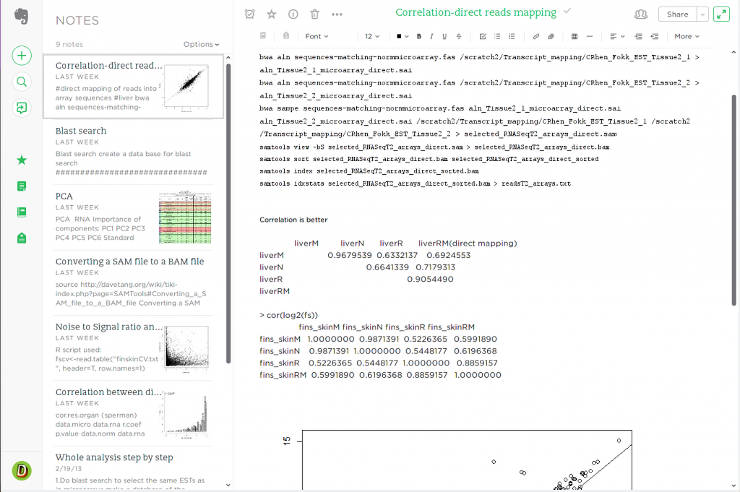 NOTES
9 notes
Options
Correlation-direct read...
LAST WEEK
#direct mapping of reads into
array sequences #liver bwa
aln sequences-matching-
Blast search
LAST WEEK
Blast search create a data base for blast
search
PCA
LAST WEEK
PCA RNA Importance of
components: PC1 PC2 PC3
PC4 PC5 PC6 Standard
Converting a SAM file to a BAM file
LAST WEEK
source http://davetang.org/wiki/tiki-
index.php?page=SAMTools#Converting_a_S
AM_file_to_a_BAM_file Converting a SAM
Noise to Signal ratio an...
LAST WEEK
R script used:
fscv<-read.table("finskinCV.txt
", header=T, row.names=1)
Correlation between di...
LAST WEEK
corres.organ (sperman)
data.micro data.rna r.coef
p.value data.norm data.rna
Whole analysis step by step
2/19/13
1.Do blast search to select the same ESTs as
Correlation-direct reads mapping
Share
Font
12
B I U
More
bwa aln sequences-matching-normmicroarray.fas /scratch2/Transcript_mapping/CRhen_Fokk_EST_Tissue2_1 >
aln_Tissue2_1_microarray_direct.sai
bwa aln sequences-matching-normmicroarray.fas /scratch2/Transcript_mapping/CRhen_Fokk_EST_Tissue2_2 >
aln_Tissue2_2_microarray_direct.sai
bwa sampe sequences-matching-normmicroarray.fas aln_Tissue2_1_microarray_direct.sai
aln_Tissue2_2_microarray_direct.sai /scratch2/Transcript_mapping/CRhen_Fokk_EST_Tissue2_1 /scratch2
/Transcript_mapping/CRhen_Fokk_EST_Tissue2_2 > selected_RNASeqT2_arrays_direct.sam
samtools view -bS selected_RNASeqT2_arrays_direct.sam > selected_RNASeqT2_arrays_direct.bam
samtools sort selected_RNASeqT2_arrays_direct.bam selected_RNASeqT2_arrays_direct_sorted
samtools index selected_RNASeqT2_arrays_direct_sorted.bam
samtools idxstats selected_RNASeqT2_arrays_direct_sorted.bam > readsT2_arrays.txt
Correlation is better
liverM liverN liverR liverRM(direct mapping)
liverM 0.9679539 0.6332137 0.6924553
liverN 0.6641339 0.7179313
liverR 0.9054490
liverRM
> cor(log2(fs))
fins_skinM fins_skinN fins_skinR fins_skinRM
fins_skinM 1.0000000 0.9871391 0.5226365 0.5991890
fins_skinN 0.9871391 1.0000000 0.5448177 0.6196368
fins_skinR 0.5226365 0.5448177 1.0000000 0.8859157
fins_skinRM 0.5991890 0.6196368 0.8859157 1.0000000
15